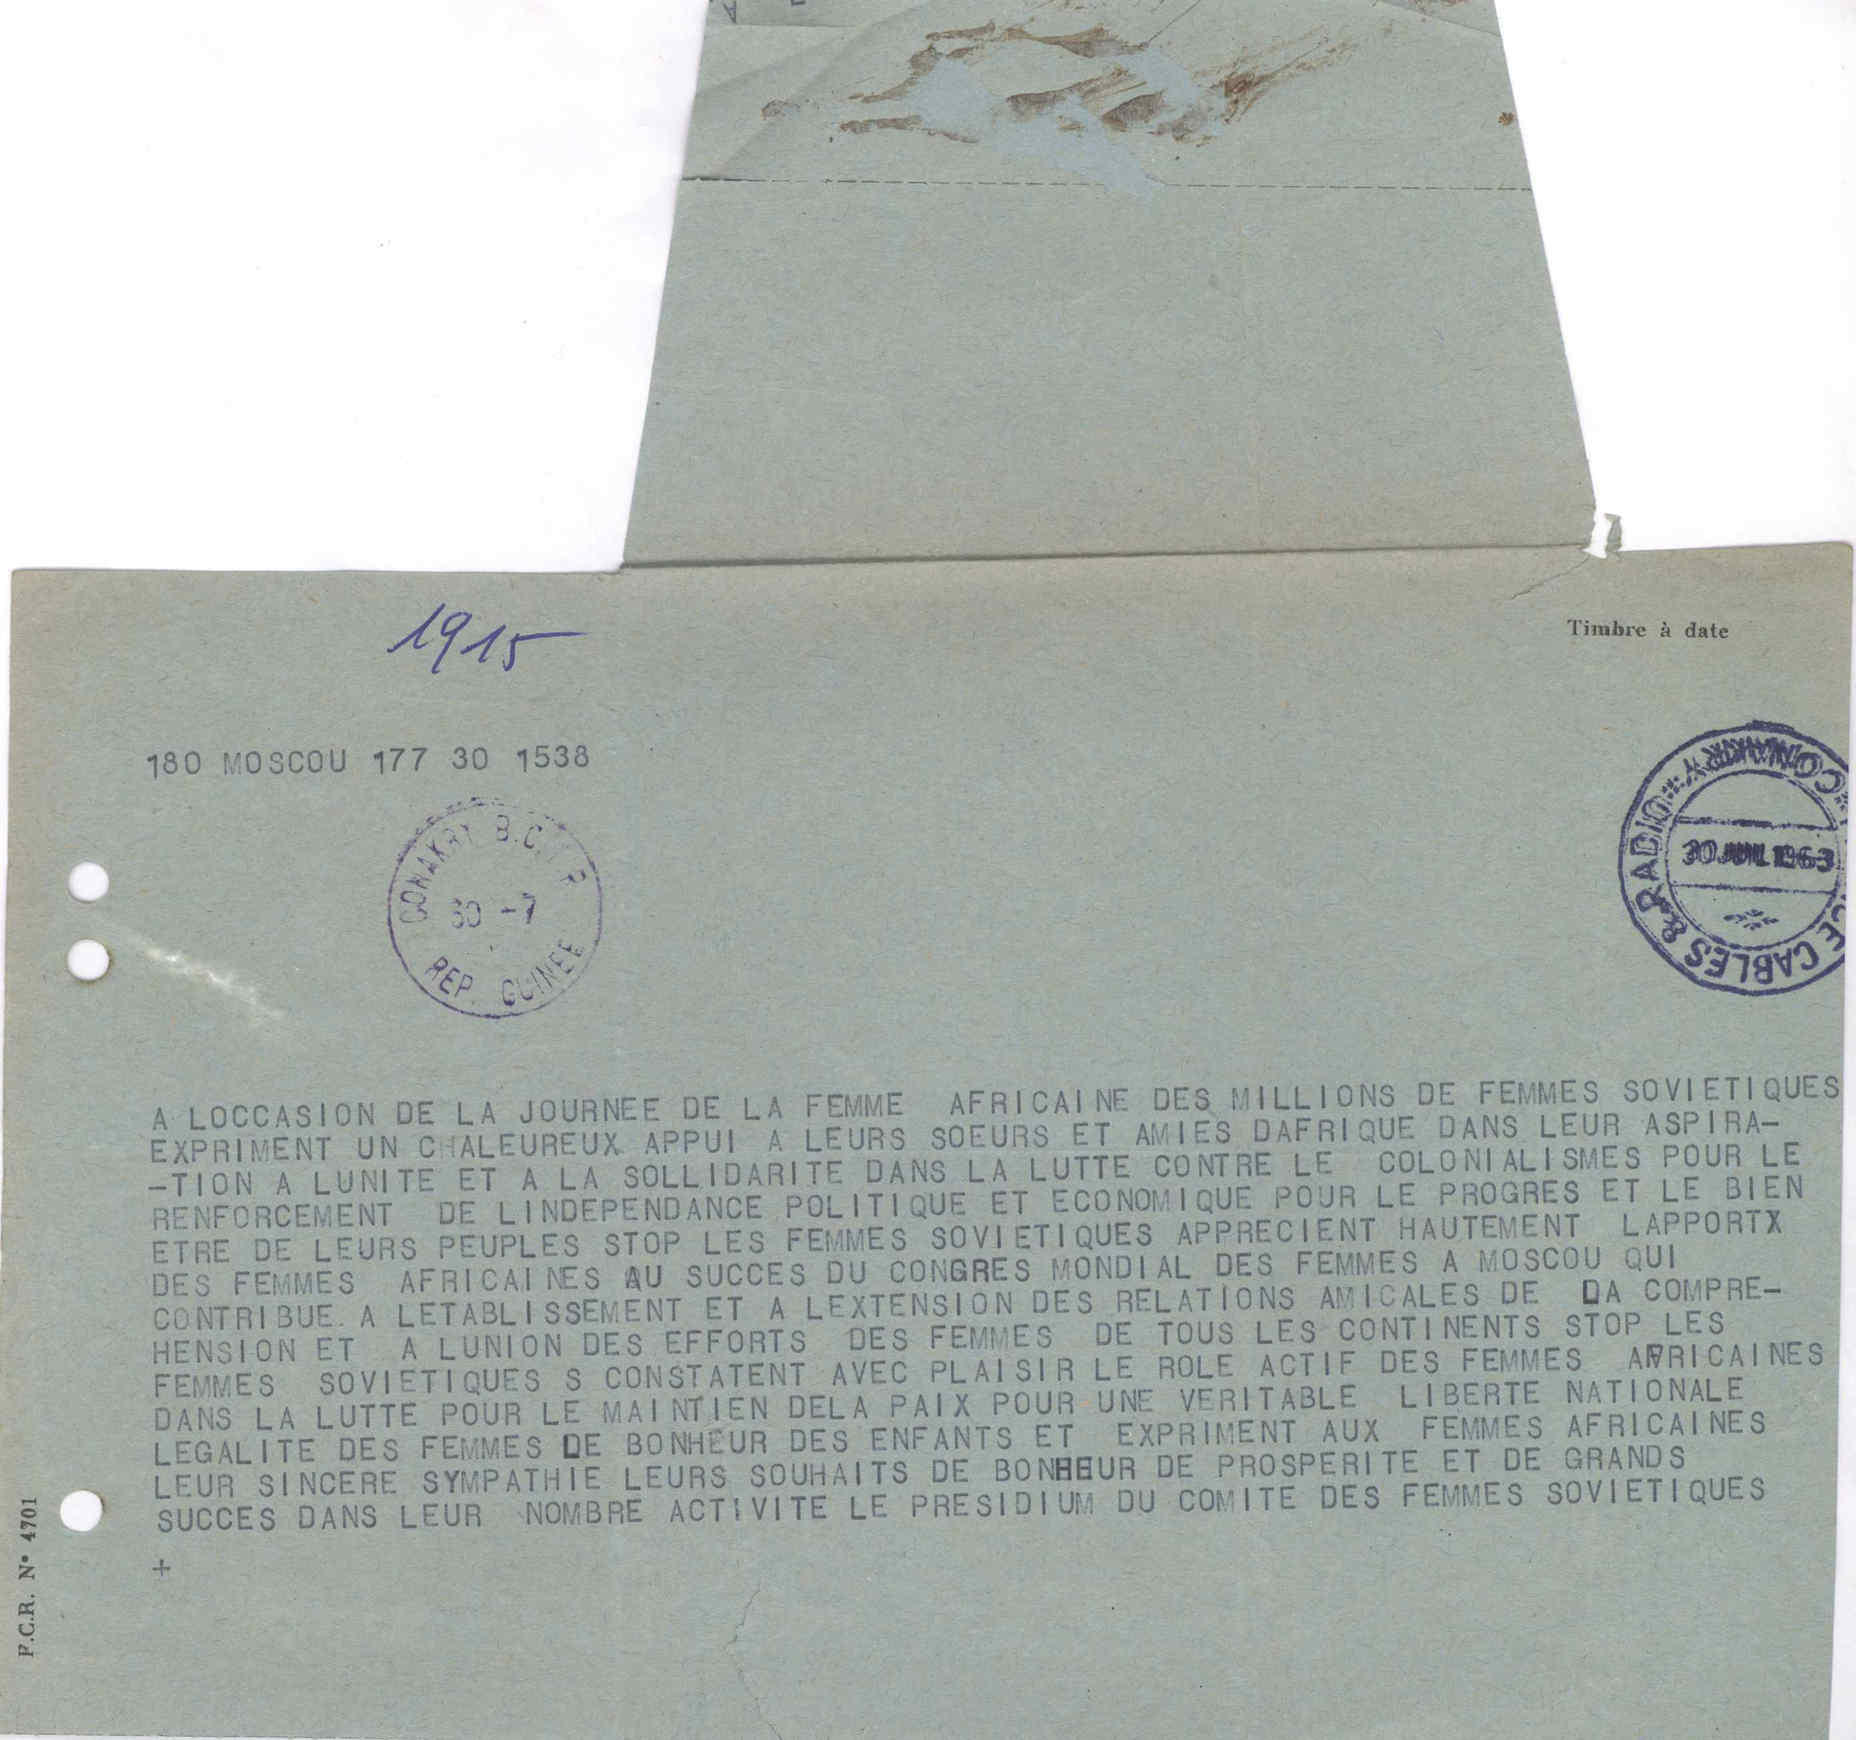 1915
Timbre à date
180 MOSCOU 177 30 1538
CONAKRY
30 JUIL 1963
CABLES & RADIO
CONAKRY B.C.T.P
30 -7
REP. GUINEE
A LOCCASION DE LA JOURNEE DE LA FEMME AFRICAINE DES MILLIONS DE FEMMES SOVIETIQUES
EXPRIMENT UN CHALEUREUX APPUI A LEURS SOEURS ET AMIES DAFRIQUE DANS LEUR ASPIRA-
-TION A LUNITE ET A LA SOLLIDARITE DANS LA LUTTE CONTRE LE COLONIALISMES POUR LE
RENFORCEMENT DE LINDEPENDANCE POLITIQUE ET ECONOMIQUE POUR LE PROGRES ET LE BIEN
ETRE DE LEURS PEUPLES STOP LES FEMMES SOVIETIQUES APPRECIENT HAUTEMENT LAPPORTX
DES FEMMES AFRICAINES AU SUCCES DU CONGRES MONDIAL DES FEMMES A MOSCOU QUI
CONTRIBUE. A LETABLISSEMENT ET A LEXTENSION DES RELATIONS AMICALES DE LA COMPRE-
HENSION ET A LUNION DES EFFORTS DES FEMMES DE TOUS LES CONTINENTS STOP LES
FEMMES SOVIETIQUES S CONSTATENT AVEC PLAISIR LE ROLE ACTIF DES FEMMES AFRICAINES
DANS LA LUTTE POUR LE MAINTIEN DELA PAIX POUR UNE VERITABLE LIBERTE NATIONALE
LEGALITE DES FEMMES DE BONHEUR DES ENFANTS ET EXPRIMENT AUX FEMMES AFRICAINES
LEUR SINCERE SYMPATHIE LEURS SOUHAITS DE BONHEUR DE PROSPERITE ET DE GRANDS
SUCCES DANS LEUR NOMBRE ACTIVITE LE PRESIDIUM DU COMITE DES FEMMES SOVIETIQUES
+
P.C.R. N° 4701